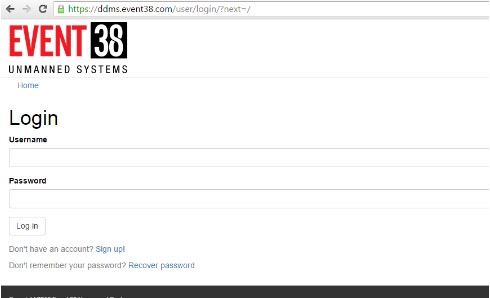 https://ddms.event38.com/user/login/?next=/
EVENT 38
UNMANNED SYSTEMS
Home
Login
Username
Password
Log in
Don't have an account? Sign up!
Don't remember your password? Recover password